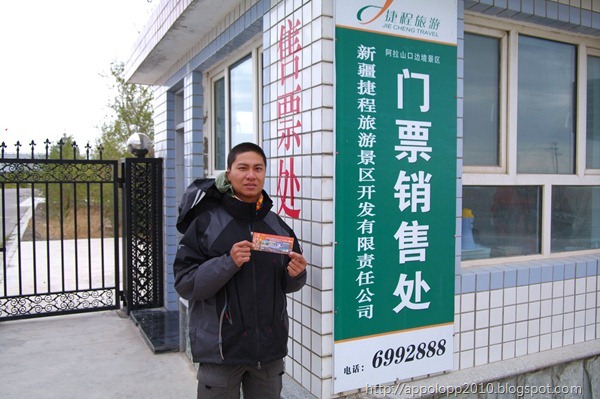 售票处
捷程旅游
JIE CHENG TRAVEL
阿拉山口边境景区
门票销售处
新疆捷程旅游景区开发有限责任公司
电话：6992888
http://appolopp2010.blogspot.com